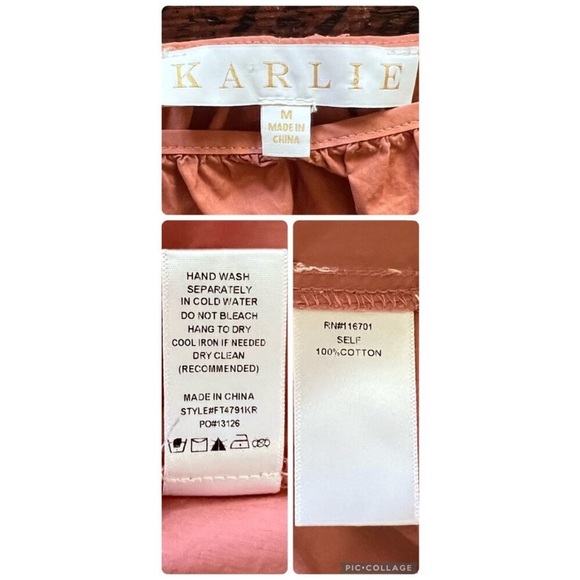 KARLIE
M
MADE IN
CHINA
HAND WASH
SEPARATELY
IN COLD WATER
DO NOT BLEACH
HANG TO DRY
COOL IRON IF NEEDED
DRY CLEAN
(RECOMMENDED)
MADE IN CHINA
STYLE#FT4791KR
PO#13126
RN#116701
SELF
100%COTTON
PIC•COLLAGE